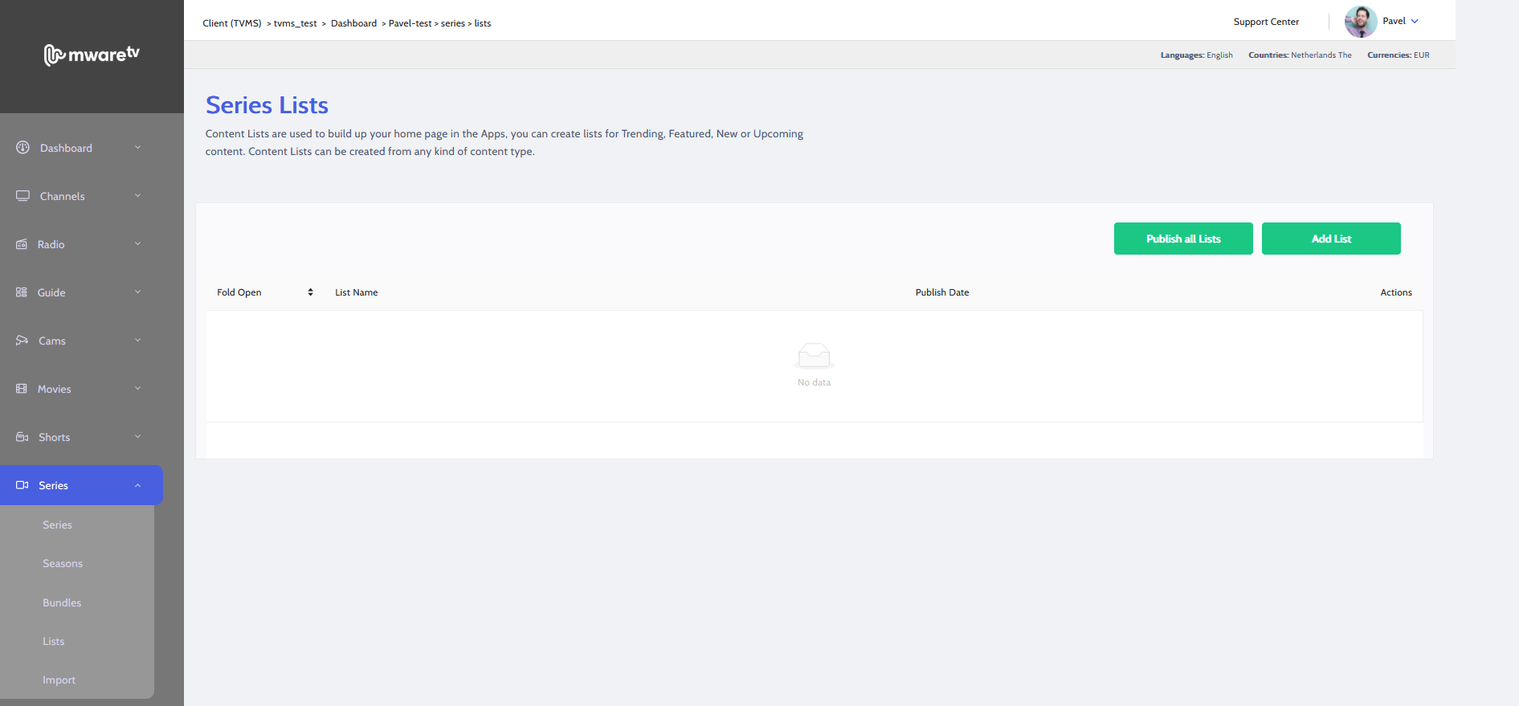 mwaretv
Client (TVMS) > tvms_test > Dashboard > Pavel-test > series > lists
Support Center
Pavel
Languages: English Countries: Netherlands The Currencies: EUR
Series Lists
Content Lists are used to build up your home page in the Apps, you can create lists for Trending, Featured, New or Upcoming
content. Content Lists can be created from any kind of content type.
Publish all Lists
Add List
Fold Open
List Name
Publish Date
Actions
No data
Dashboard
Channels
Radio
Guide
Cams
Movies
Shorts
Series
Series
Seasons
Bundles
Lists
Import